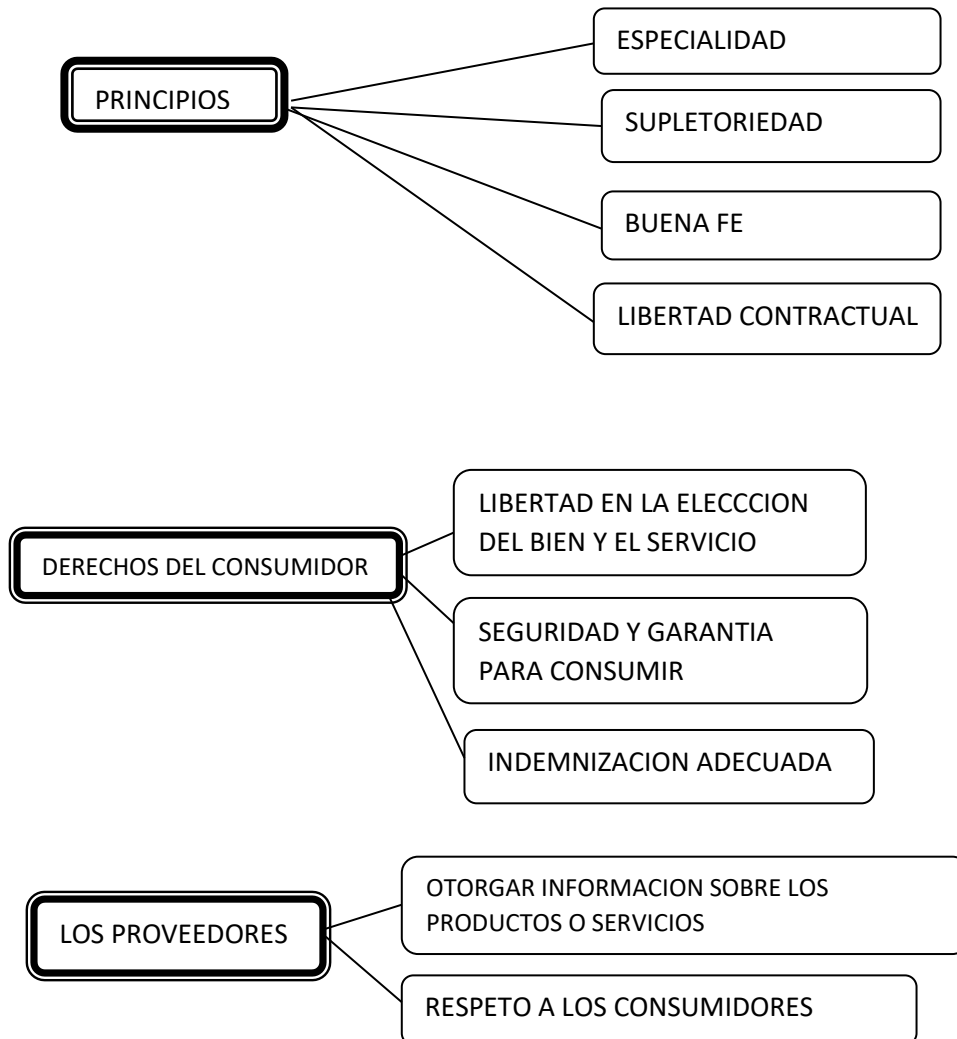 PRINCIPIOS
ESPECIALIDAD
SUPLETORIEDAD
BUENA FE
LIBERTAD CONTRACTUAL
DERECHOS DEL CONSUMIDOR
LIBERTAD EN LA ELECCCION
DEL BIEN Y EL SERVICIO
SEGURIDAD Y GARANTIA
PARA CONSUMIR
INDEMNIZACION ADECUADA
LOS PROVEEDORES
OTORGAR INFORMACION SOBRE LOS
PRODUCTOS O SERVICIOS
RESPETO A LOS CONSUMIDORES